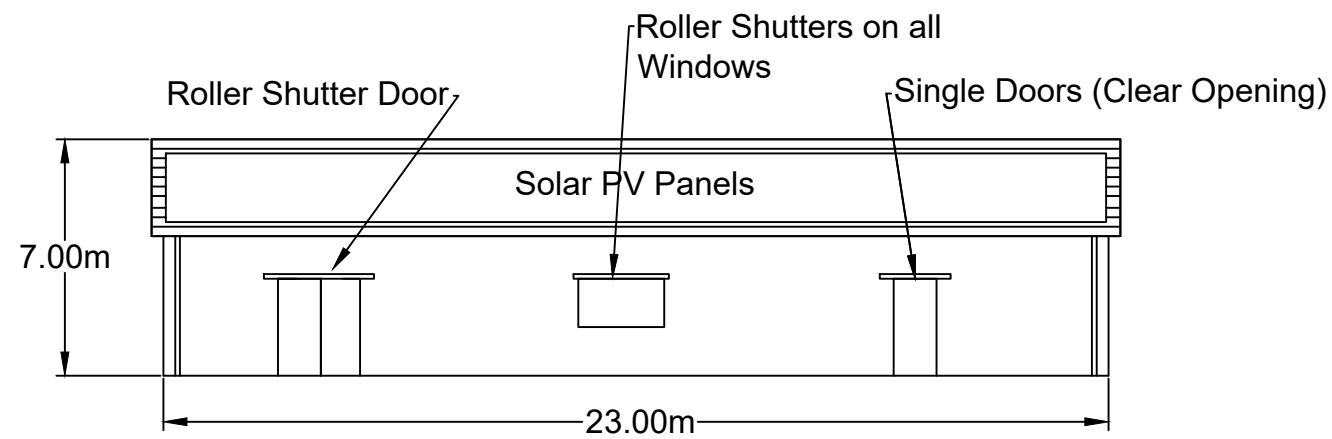 Roller Shutters on all
Windows
Roller Shutter Door
Single Doors (Clear Opening)
Solar PV Panels
7.00m
23.00m